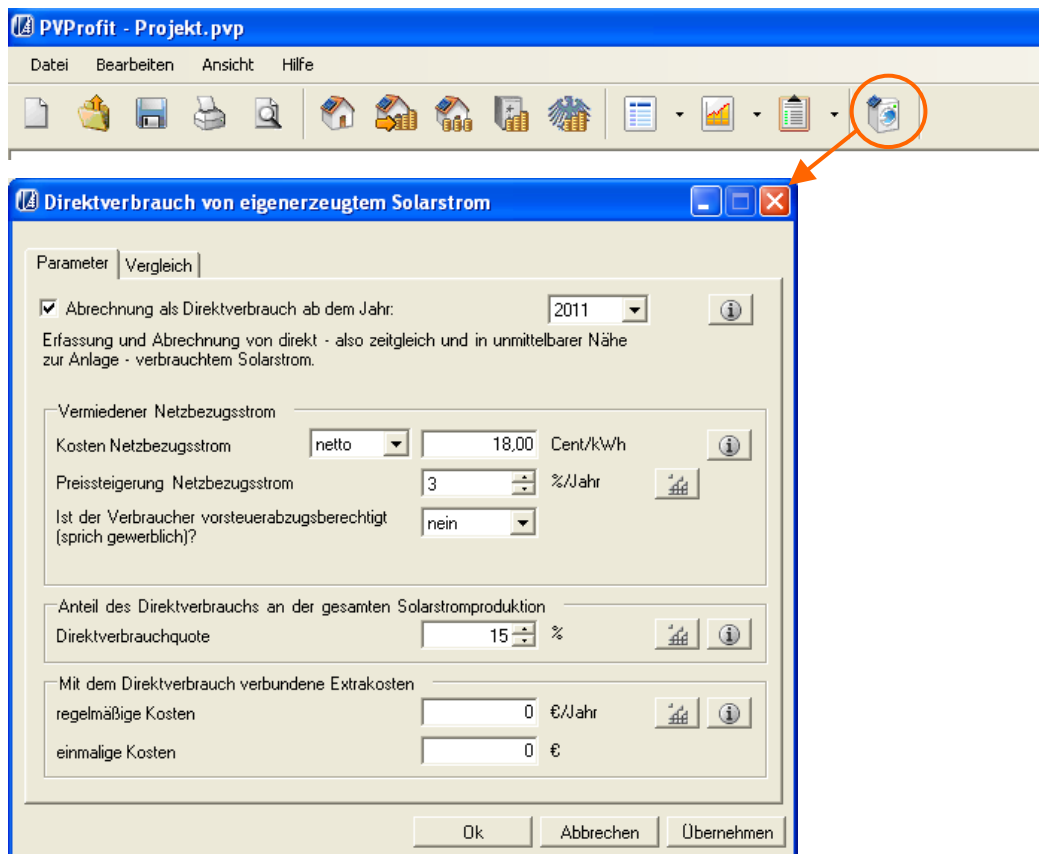 PVProfit - Projekt.pvp
Datei Bearbeiten Ansicht Hilfe
Direktverbrauch von eigenerzeugtem Solarstrom
Parameter Vergleich
Abrechnung als Direktverbrauch ab dem Jahr: 2011
Erfassung und Abrechnung von direkt - also zeitgleich und in unmittelbarer Nähe
zur Anlage - verbrauchtem Solarstrom.
Vermiedener Netzbezugsstrom
Kosten Netzbezugsstrom netto 18,00 Cent/kWh
Preissteigerung Netzbezugsstrom 3 %/Jahr
Ist der Verbraucher vorsteuerabzugsberechtigt
(sprich gewerblich)? nein
Anteil des Direktverbrauchs an der gesamten Solarstromproduktion
Direktverbrauchquote 15 %
Mit dem Direktverbrauch verbundene Extrakosten
regelmäßige Kosten 0 €/Jahr
einmalige Kosten 0 €
Ok Abbrechen Übernehmen